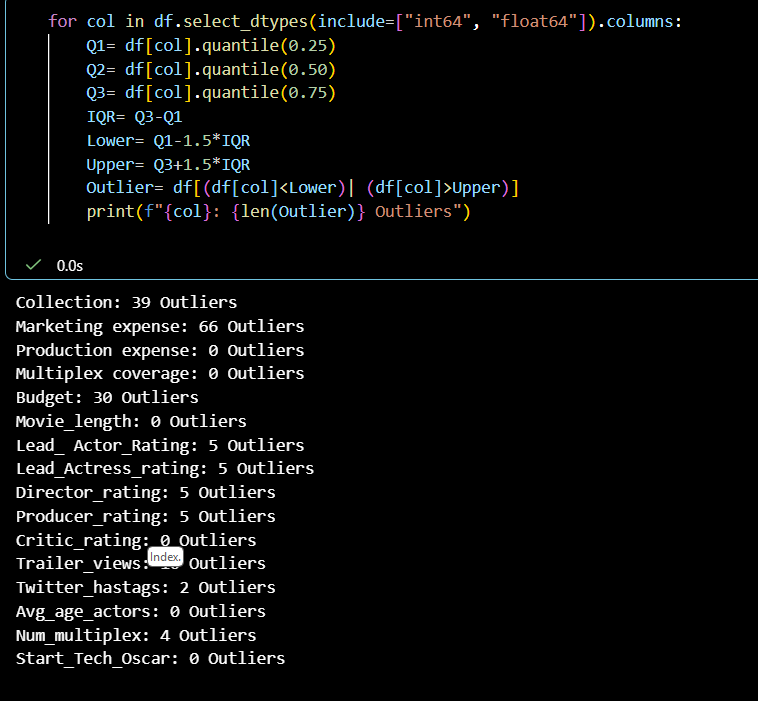 for col in df.select_dtypes(include=["int64", "float64"]).columns:
Q1= df[col].quantile(0.25)
Q2= df[col].quantile(0.50)
Q3= df[col].quantile(0.75)
IQR= Q3-Q1
Lower= Q1-1.5*IQR
Upper= Q3+1.5*IQR
Outlier= df[(df[col]<Lower)| (df[col]>Upper)]
print(f"{col}: {len(Outlier)} Outliers")
0.0s
Collection: 39 Outliers
Marketing expense: 66 Outliers
Production expense: 0 Outliers
Multiplex coverage: 0 Outliers
Budget: 30 Outliers
Movie_length: 0 Outliers
Lead_ Actor_Rating: 5 Outliers
Lead_Actress_rating: 5 Outliers
Director_rating: 5 Outliers
Producer_rating: 5 Outliers
Critic_rating: 0 Outliers
Index.
Trailer_views: Outliers
Twitter_hastags: 2 Outliers
Avg_age_actors: 0 Outliers
Num_multiplex: 4 Outliers
Start_Tech_Oscar: 0 Outliers